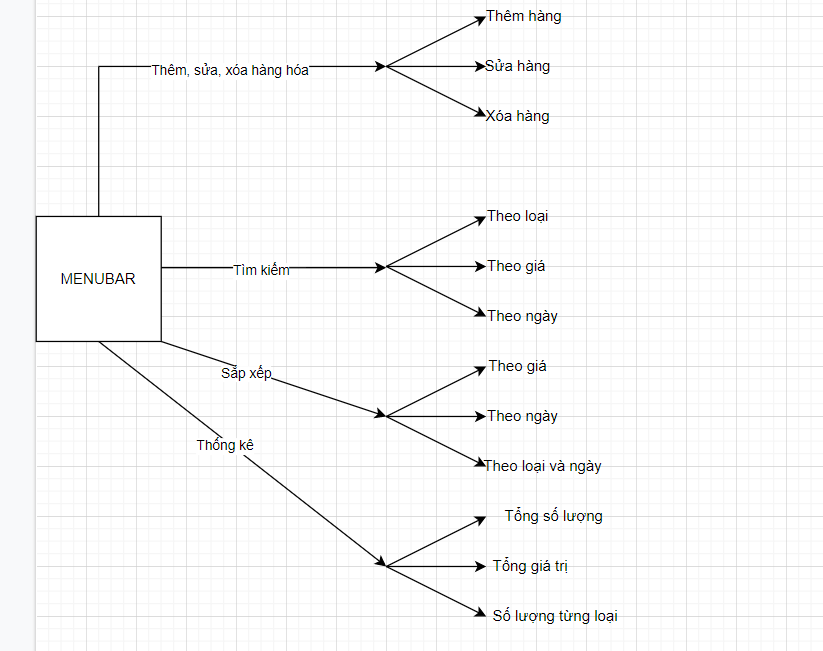 Thêm hàng
Thêm, sửa, xóa hàng hóa
Sửa hàng
Xóa hàng
MENUBAR
Theo loại
Tìm kiếm
Theo giá
Theo ngày
Sắp xếp
Theo giá
Theo ngày
Theo loại và ngày
Thống kê
Tổng số lượng
Tổng giá trị
Số lượng từng loại